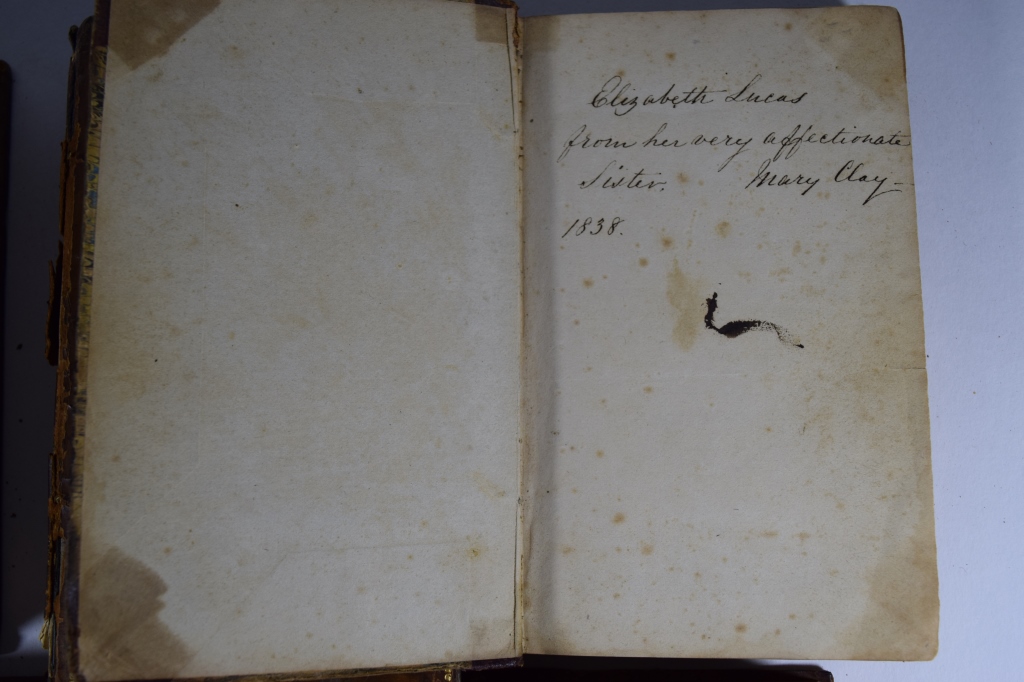 Elizabeth Lucas
from her very affectionate
Sister. Mary Clay-
1838.